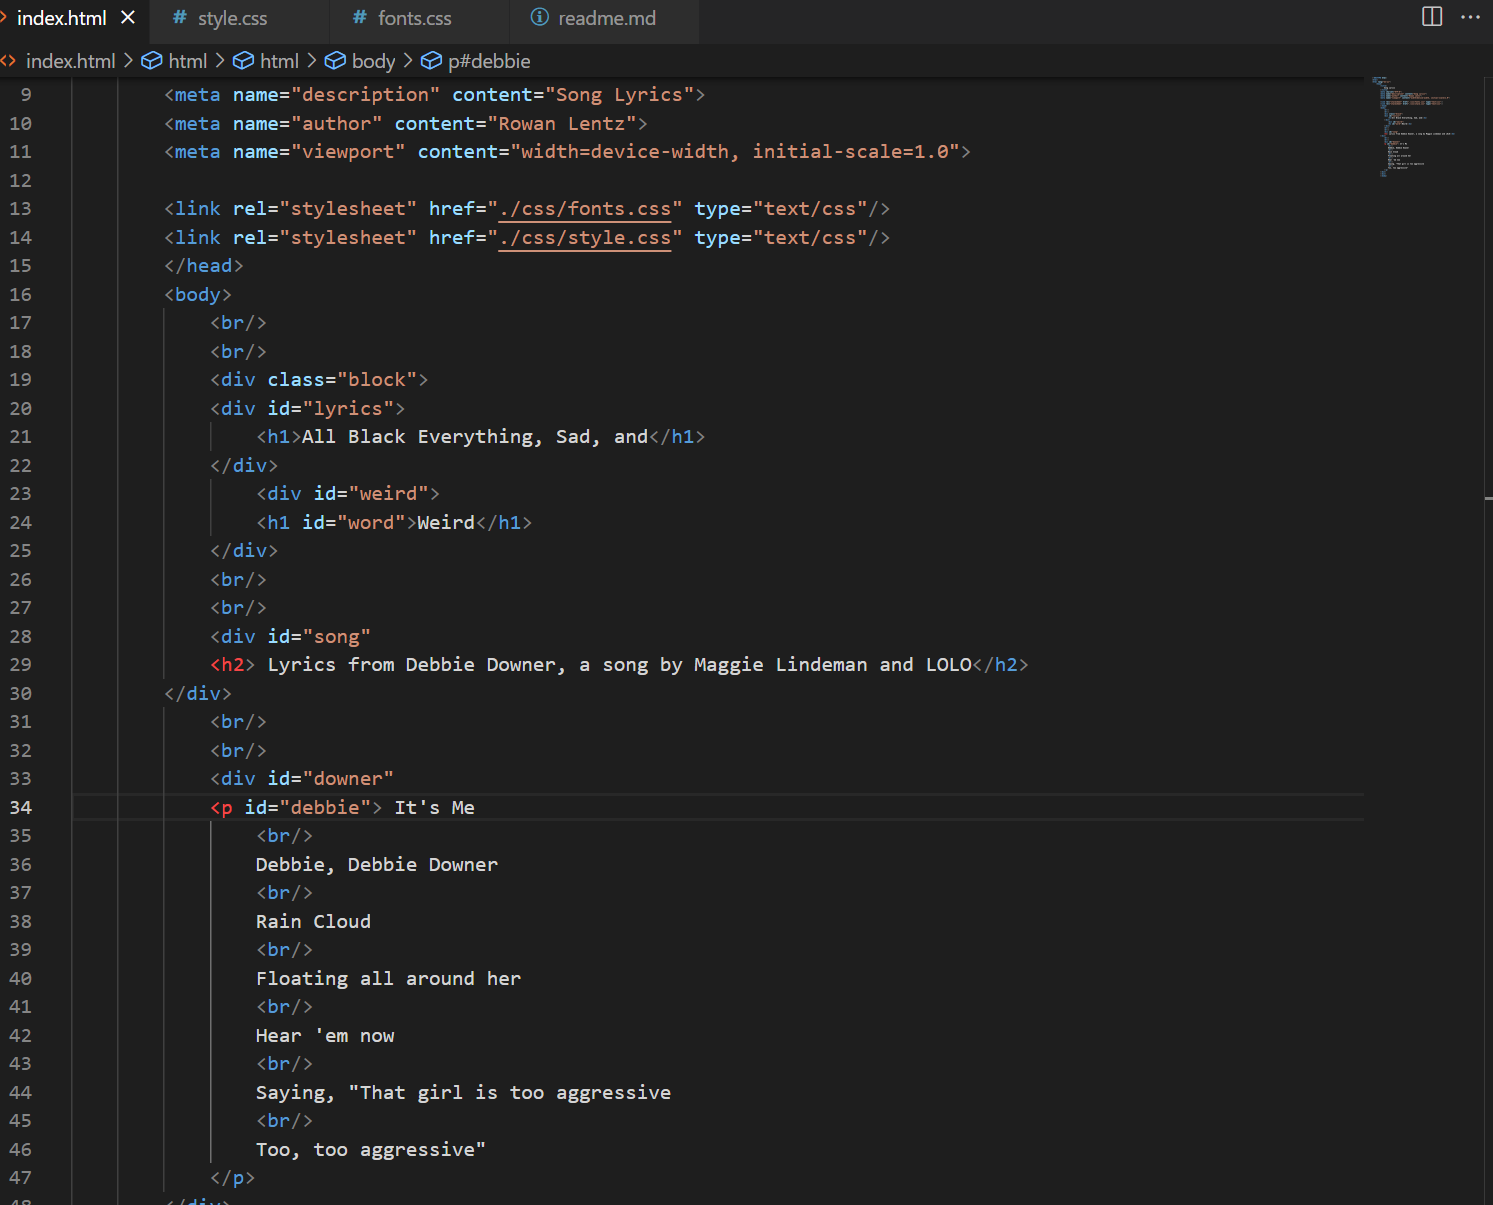 index.html × # style.css # fonts.css readme.md ···
<> index.html > html > html > body > p#debbie
9 <meta name="description" content="Song Lyrics">
10 <meta name="author" content="Rowan Lentz">
11 <meta name="viewport" content="width=device-width, initial-scale=1.0">
12
13 <link rel="stylesheet" href="./css/fonts.css" type="text/css"/>
14 <link rel="stylesheet" href="./css/style.css" type="text/css"/>
15 </head>
16 <body>
17 <br/>
18 <br/>
19 <div class="block">
20 <div id="lyrics">
21 <h1>All Black Everything, Sad, and</h1>
22 </div>
23 <div id="weird">
24 <h1 id="word">Weird</h1>
25 </div>
26 <br/>
27 <br/>
28 <div id="song"
29 <h2> Lyrics from Debbie Downer, a song by Maggie Lindeman and LOLO</h2>
30 </div>
31 <br/>
32 <br/>
33 <div id="downer"
34 <p id="debbie"> It's Me
35 <br/>
36 Debbie, Debbie Downer
37 <br/>
38 Rain Cloud
39 <br/>
40 Floating all around her
41 <br/>
42 Hear 'em now
43 <br/>
44 Saying, "That girl is too aggressive
45 <br/>
46 Too, too aggressive"
47 </p>
48 </div>